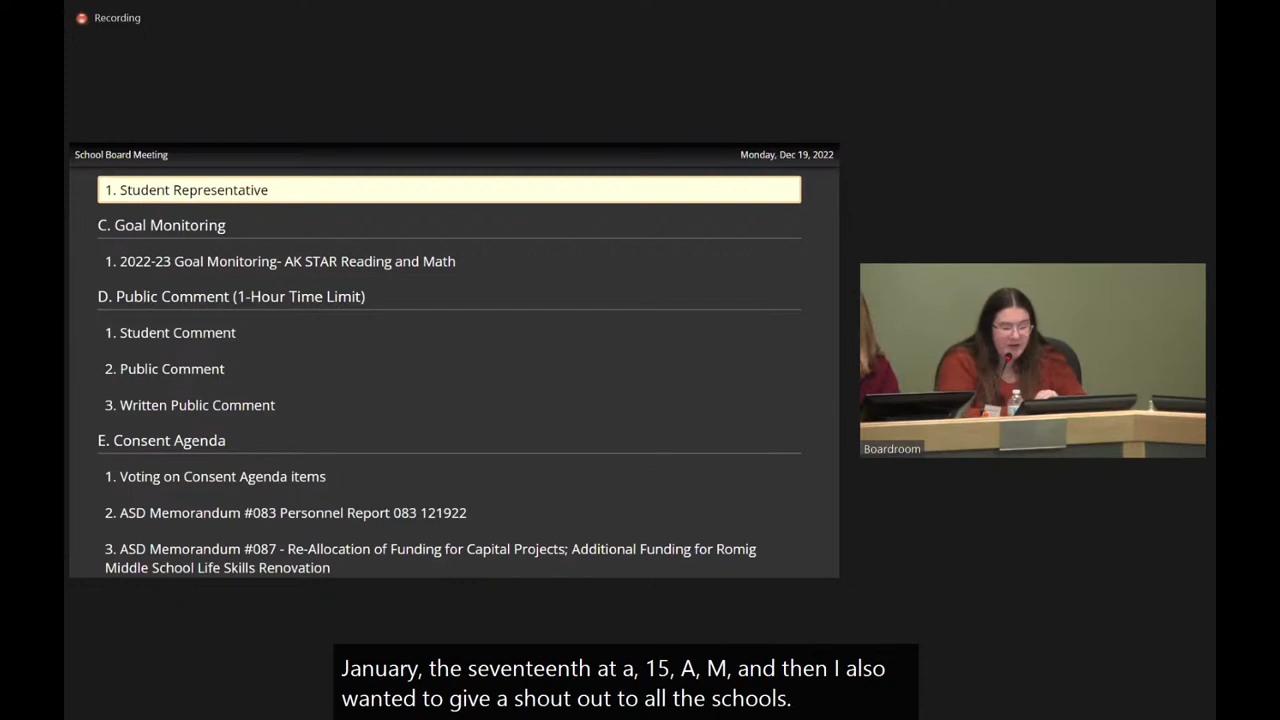 Recording
School Board Meeting
Monday, Dec 19, 2022
1. Student Representative
C. Goal Monitoring
1. 2022-23 Goal Monitoring- AK STAR Reading and Math
D. Public Comment (1-Hour Time Limit)
1. Student Comment
2. Public Comment
3. Written Public Comment
E. Consent Agenda
1. Voting on Consent Agenda items
2. ASD Memorandum #083 Personnel Report 083 121922
3. ASD Memorandum #087 - Re-Allocation of Funding for Capital Projects; Additional Funding for Romig
Middle School Life Skills Renovation
Boardroom
January, the seventeenth at a, 15, A, M, and then I also
wanted to give a shout out to all the schools.